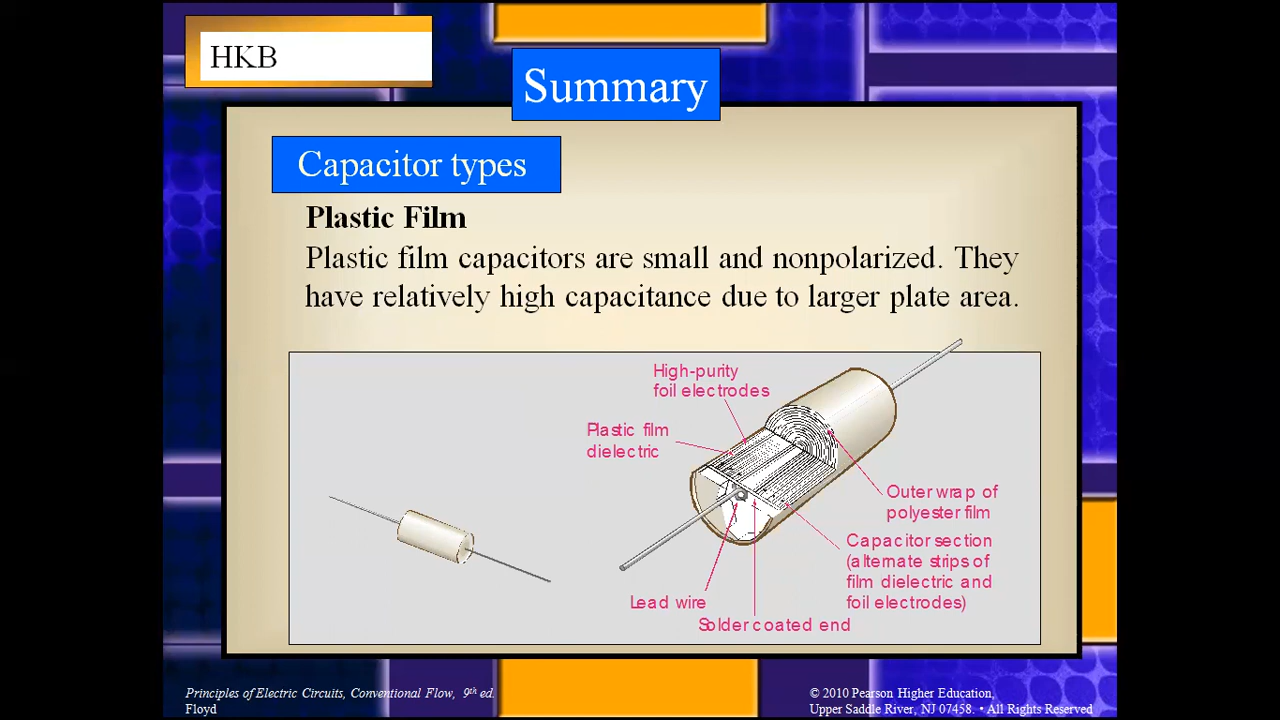 HKB
Summary
Capacitor types
Plastic Film
Plastic film capacitors are small and nonpolarized. They
have relatively high capacitance due to larger plate area.
High-purity
foil electrodes
Plastic film
dielectric
Outer wrap of
polyester film
Capacitor section
(alternate strips of
film dielectric and
foil electrodes)
Lead wire
Solder coated end
Principles of Electric Circuits, Conventional Flow, 9th ed.
Floyd
© 2010 Pearson Higher Education,
Upper Saddle River, NJ 07458. • All Rights Reserved